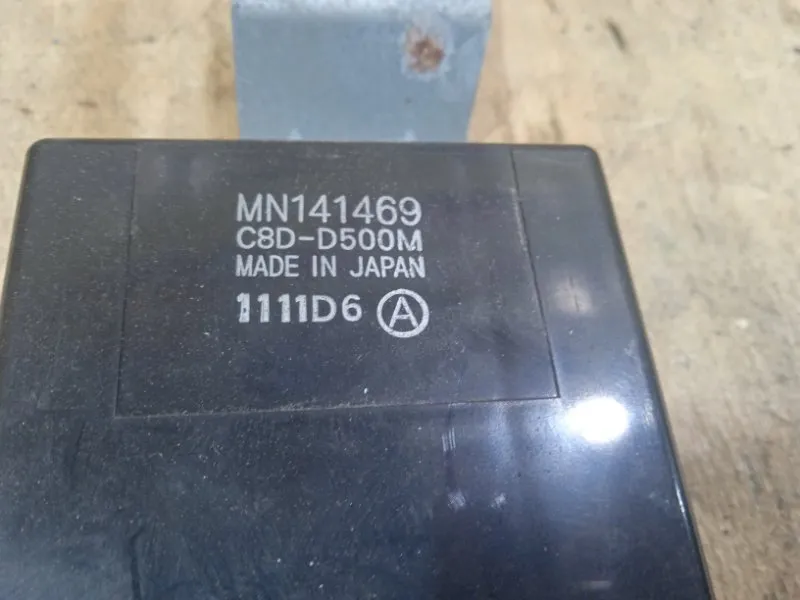 MN141469
C8D-D500M
MADE IN JAPAN
1111D6 Ⓐ